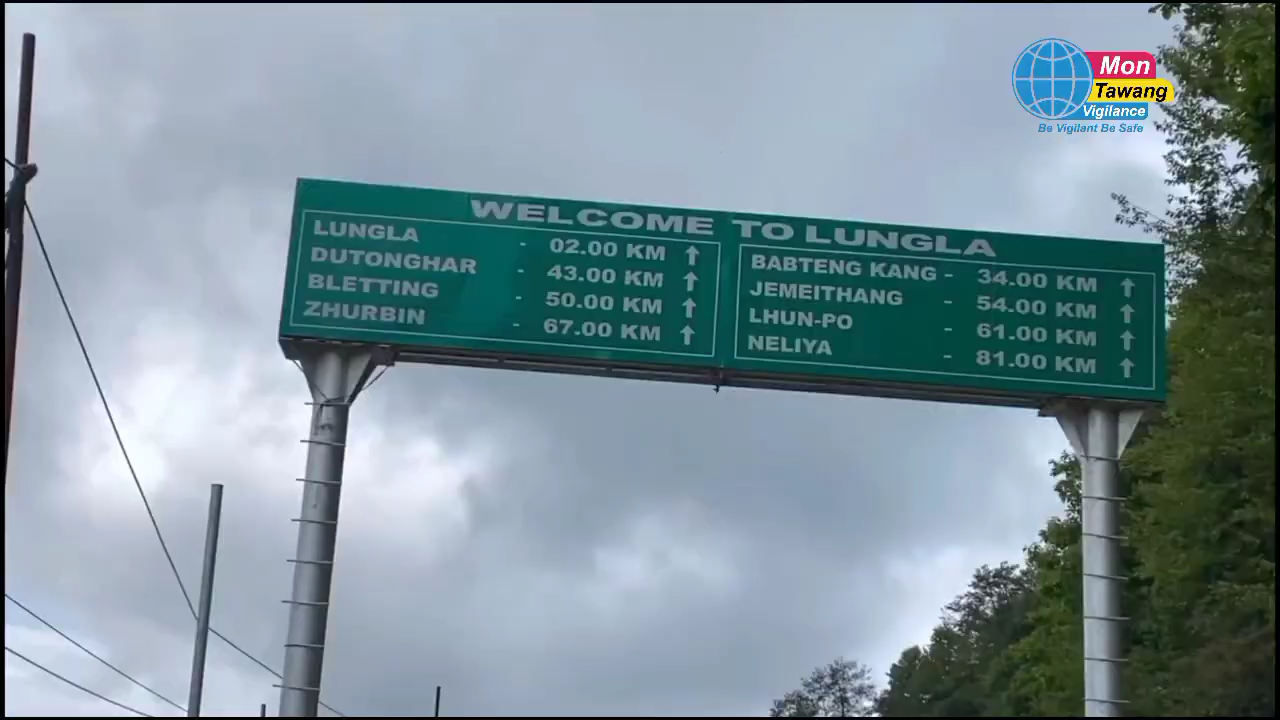 Mon
Tawang
Vigilance
Be Vigilant Be Safe
WELCOME TO LUNGLA
LUNGLA - 02.00 KM ↑
DUTONGHAR - 43.00 KM ↑
BLETTING - 50.00 KM ↑
ZHURBIN - 67.00 KM ↑
BABTENG KANG - 34.00 KM ↑
JEMEITHANG - 54.00 KM ↑
LHUN-PO - 61.00 KM ↑
NELIYA - 81.00 KM ↑